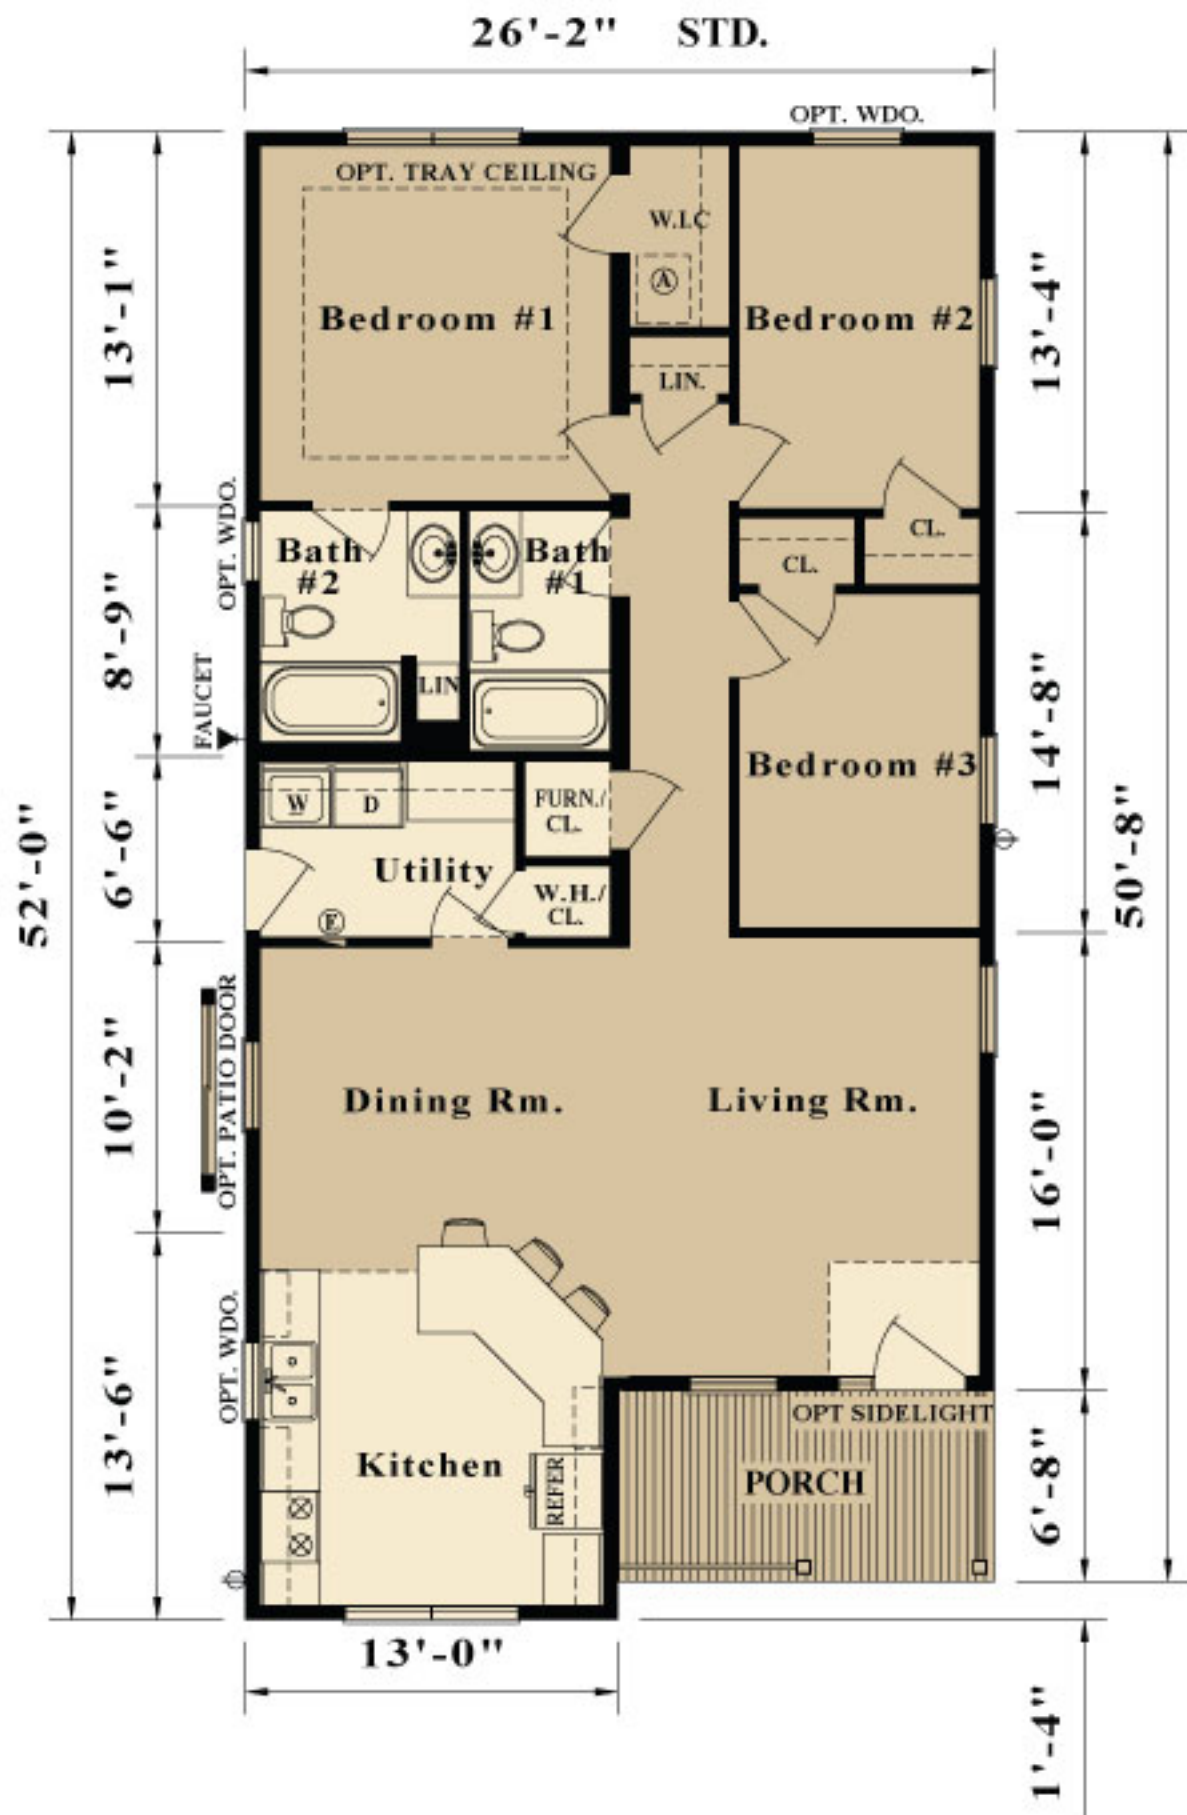 26'-2" STD.
OPT. WDO.
OPT. TRAY CEILING
W.I.C
A
13'-1"
13'-4"
Bedroom #1
Bedroom #2
LIN.
OPT. WDO.
Bath
#2
Bath
#1
CL.
CL.
8'-9"
FAUCET
LIN
14'-8"
Bedroom #3
W
D
FURN./
CL.
52'-0"
6'-6"
Utility
W.H./
CL.
E
50'-8"
OPT. PATIO DOOR
10'-2"
Dining Rm.
Living Rm.
16'-0"
OPT. WDO.
13'-6"
Kitchen
REFER
OPT SIDELIGHT
PORCH
6'-8"
13'-0"
1'-4"